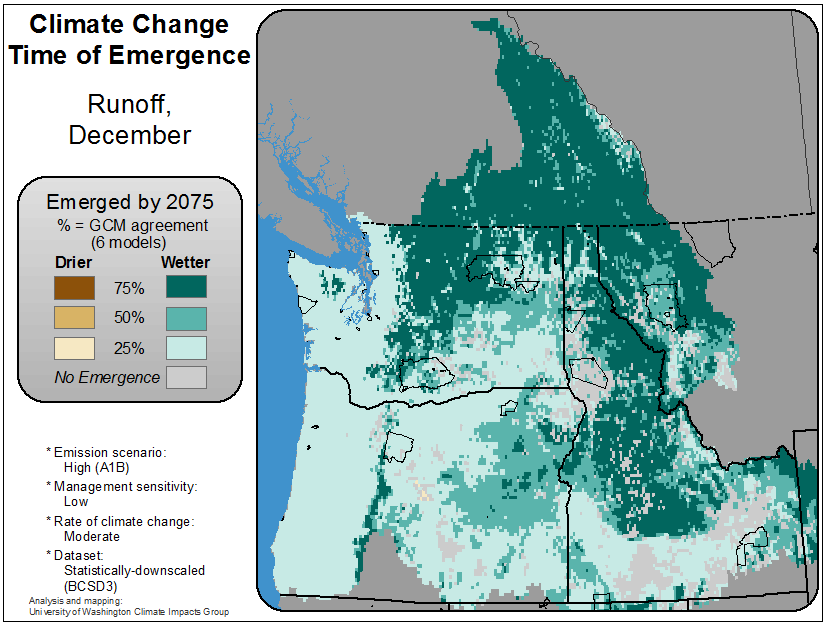 Climate Change
Time of Emergence
Runoff,
December
Emerged by 2075
% = GCM agreement
(6 models)
Drier Wetter
75%
50%
25%
No Emergence
* Emission scenario:
High (A1B)
* Management sensitivity:
Low
* Rate of climate change:
Moderate
* Dataset:
Statistically-downscaled
(BCSD3)
Analysis and mapping:
University of Washington Climate Impacts Group